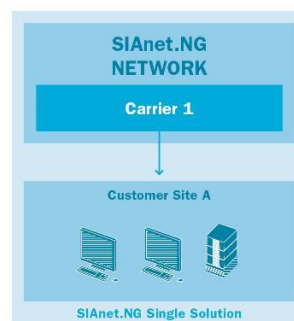 SIAnet.NG
NETWORK
Carrier 1
Customer Site A
SIAnet.NG Single Solution